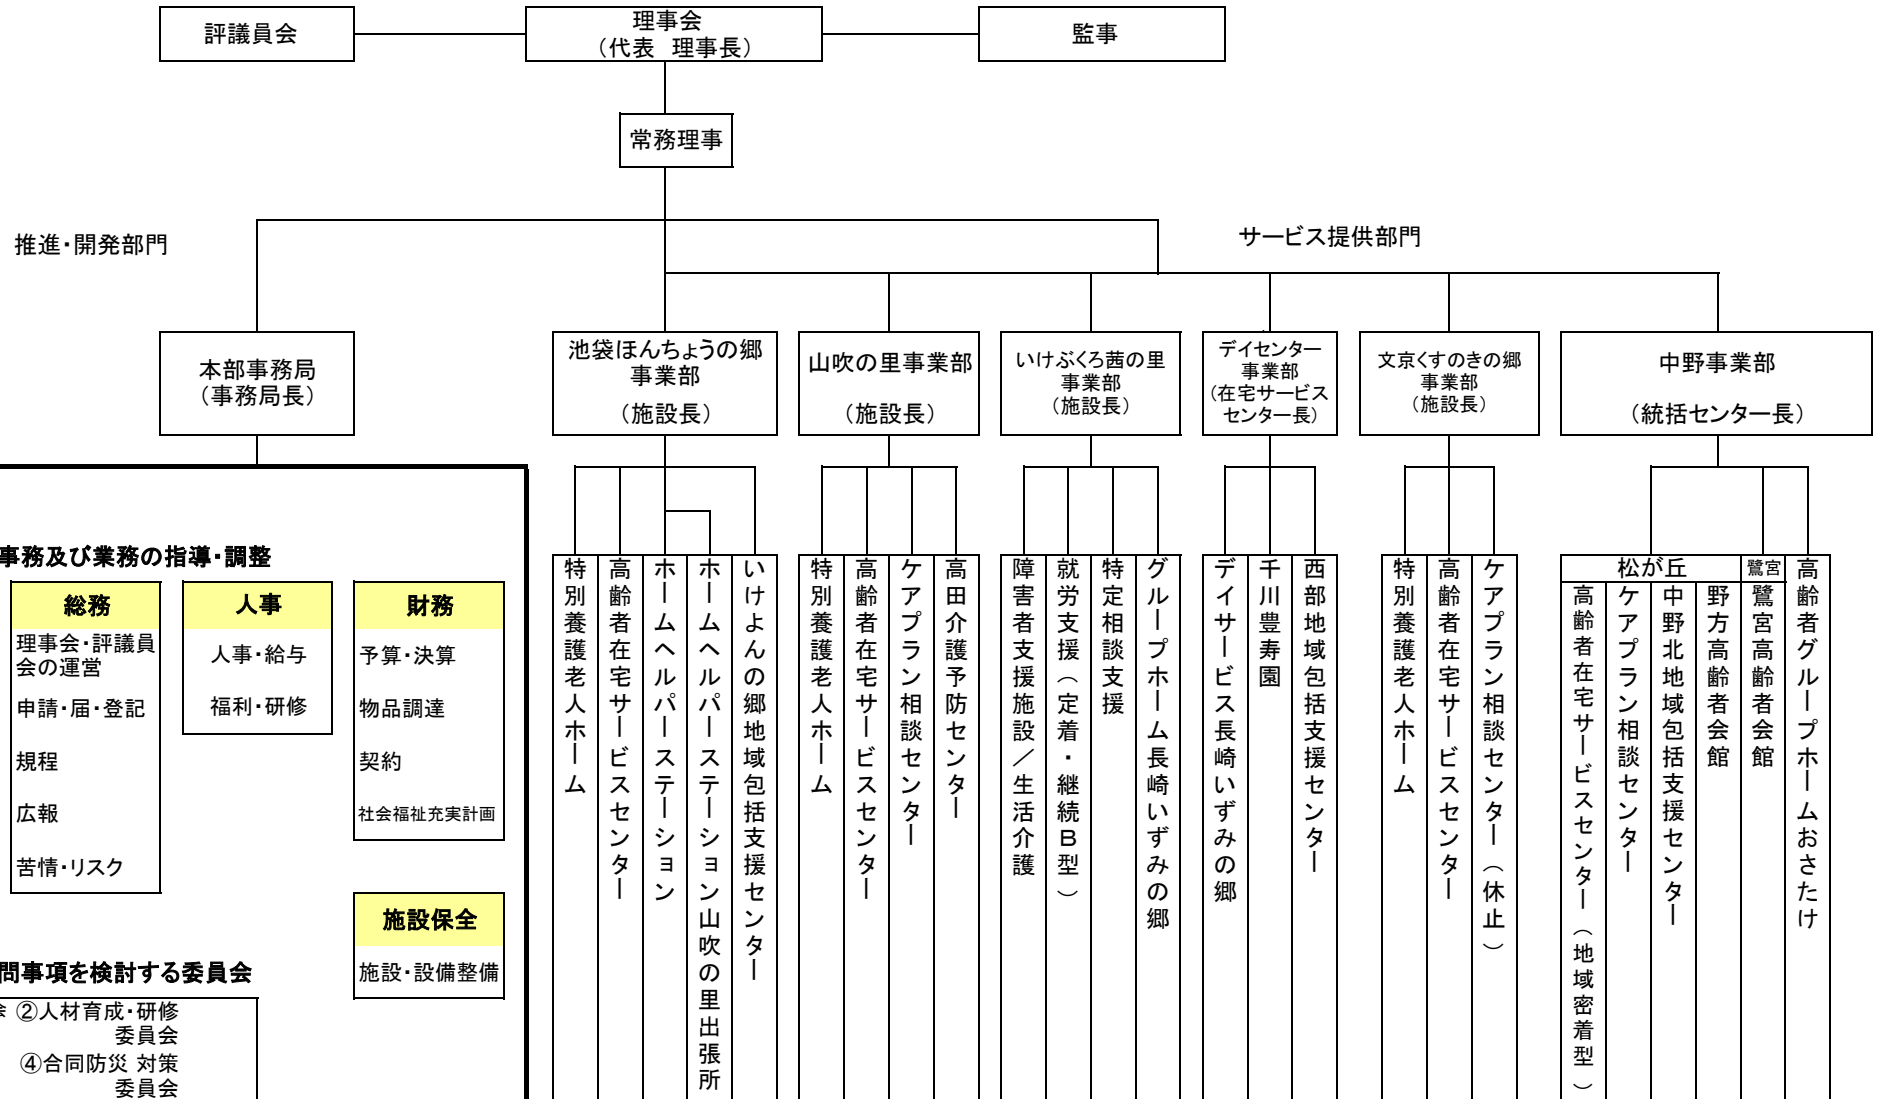 評議員会
理事会
（代表　理事長）
監事
常務理事
推進・開発部門
サービス提供部門
本部事務局
（事務局長）
池袋ほんちょうの郷
事業部
（施設長）
山吹の里事業部
（施設長）
いけぶくろ茜の里
事業部
（施設長）
デイセンター
事業部
（在宅サービス
センター長）
文京くすのきの郷
事業部
（施設長）
中野事業部
（統括センター長）
事務及び業務の指導・調整
総務
理事会・評議員
会の運営
申請・届・登記
規程
広報
苦情・リスク
人事
人事・給与
福利・研修
財務
予算・決算
物品調達
契約
社会福祉充実計画
施設保全
施設・設備整備
問事項を検討する委員会
②人材育成・研修
委員会
④合同防災 対策
委員会
特別養護老人ホーム
高齢者在宅サービスセンター
ホームヘルパーステーション
ホームヘルパーステーション山吹の里出張所
いけよんの郷地域包括支援センター
特別養護老人ホーム
高齢者在宅サービスセンター
ケアプラン相談センター
高田介護予防センター
障害者支援施設／生活介護
就労支援（定着・継続Ｂ型）
特定相談支援
グループホーム長崎いずみの郷
デイサービス長崎いずみの郷
千川豊寿園
西部地域包括支援センター
特別養護老人ホーム
高齢者在宅サービスセンター
ケアプラン相談センター（休止）
松が丘
高齢者在宅サービスセンター（地域密着型）
ケアプラン相談センター
中野北地域包括支援センター
野方高齢者会館
鷺宮
鷺宮高齢者会館
高齢者グループホームおさたけ